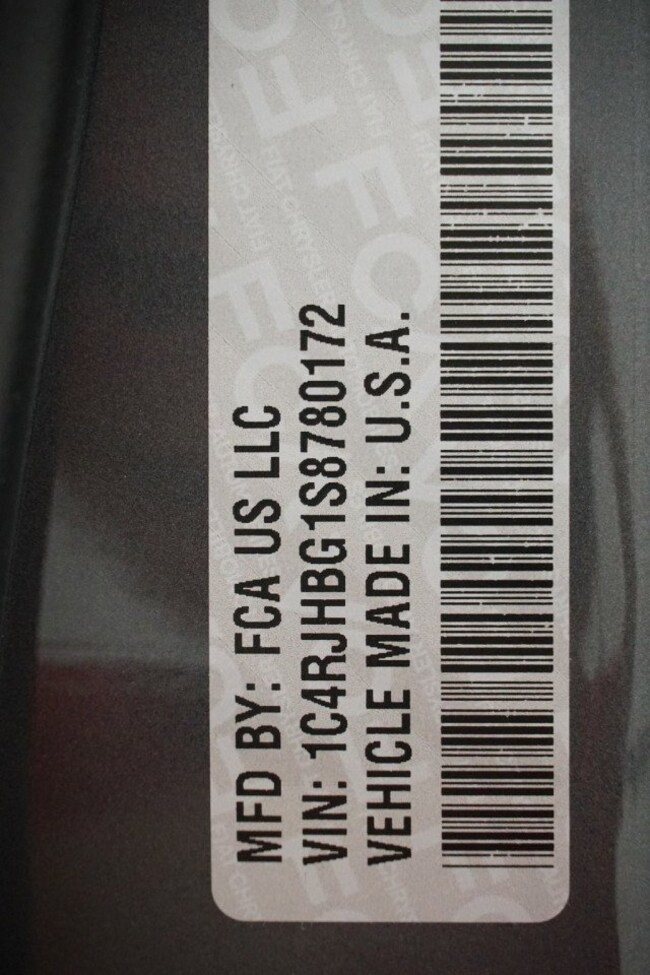 MFD BY: FCA US LLC
VIN: 1C4RJHBG1S8780172
VEHICLE MADE IN: U.S.A.